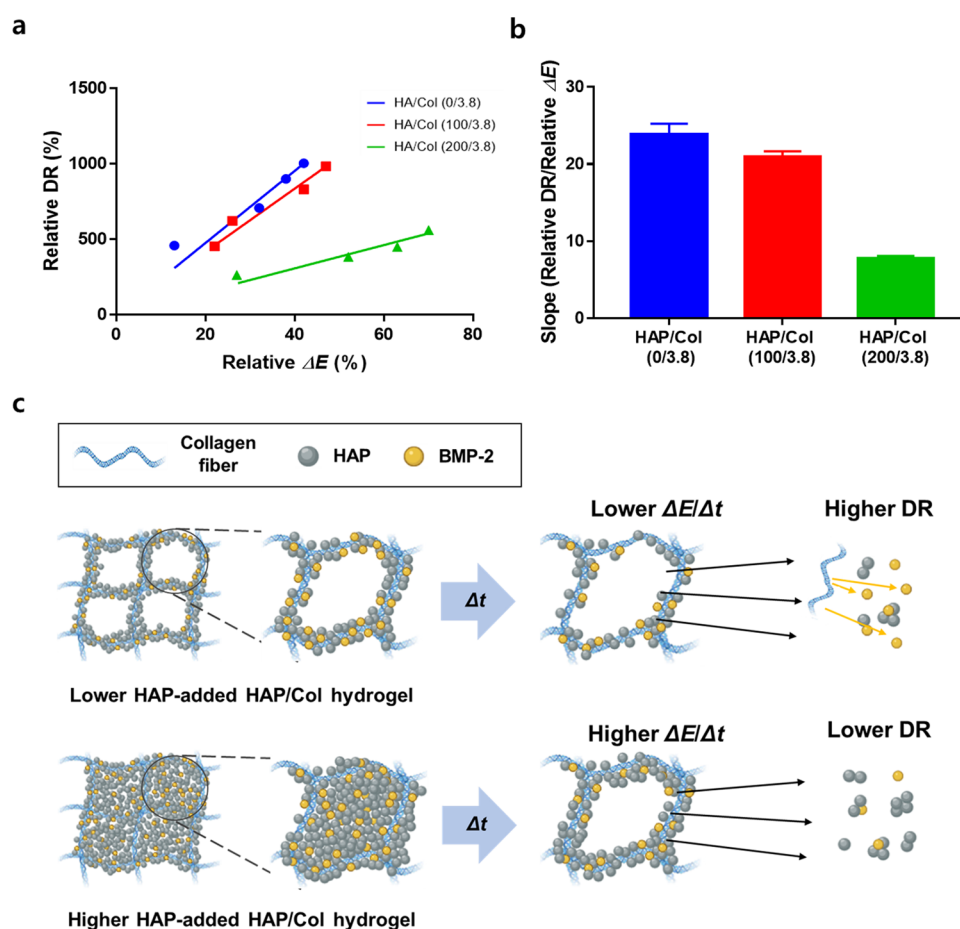 a
1500
1000
500
0
0
20
40
60
80
Relative DR (%)
Relative ΔE (%)
HA/Col (0/3.8)
HA/Col (100/3.8)
HA/Col (200/3.8)
b
30
20
10
0
Slope (Relative DR/Relative ΔE)
HAP/Col
(0/3.8)
HAP/Col
(100/3.8)
HAP/Col
(200/3.8)
c
Collagen
fiber
HAP
BMP-2
Lower ΔE/Δt
Higher DR
Δt
Lower HAP-added HAP/Col hydrogel
Higher ΔE/Δt
Lower DR
Δt
Higher HAP-added HAP/Col hydrogel